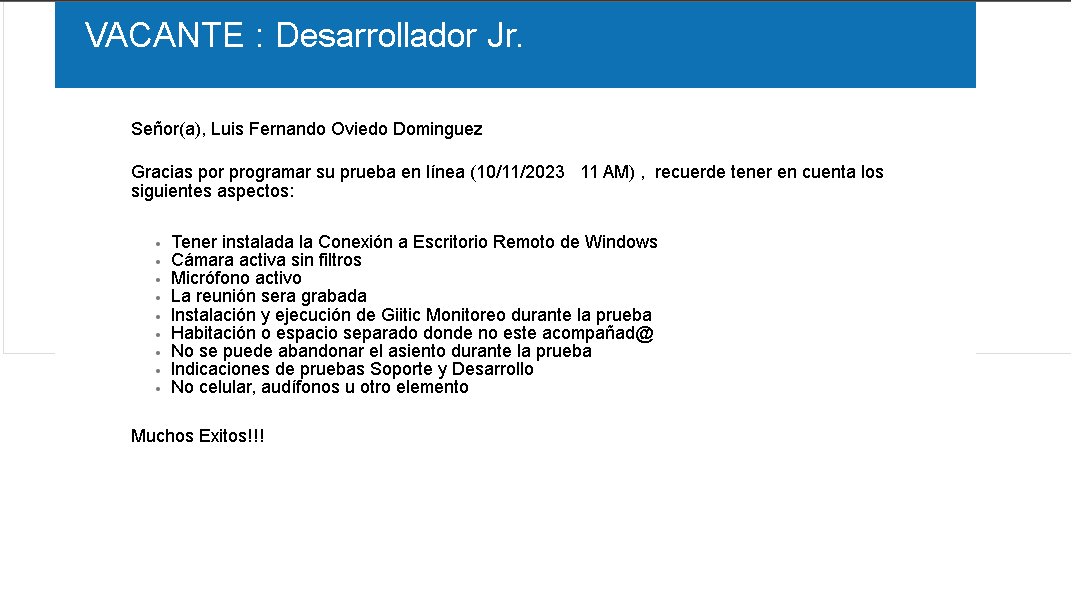 VACANTE : Desarrollador Jr.
Señor(a), Luis Fernando Oviedo Dominguez
Gracias por programar su prueba en línea (10/11/2023 11 AM) , recuerde tener en cuenta los
siguientes aspectos:
• Tener instalada la Conexión a Escritorio Remoto de Windows
• Cámara activa sin filtros
• Micrófono activo
• La reunión sera grabada
• Instalación y ejecución de Giitic Monitoreo durante la prueba
• Habitación o espacio separado donde no este acompañad@
• No se puede abandonar el asiento durante la prueba
• Indicaciones de pruebas Soporte y Desarrollo
• No celular, audífonos u otro elemento
Muchos Exitos!!!